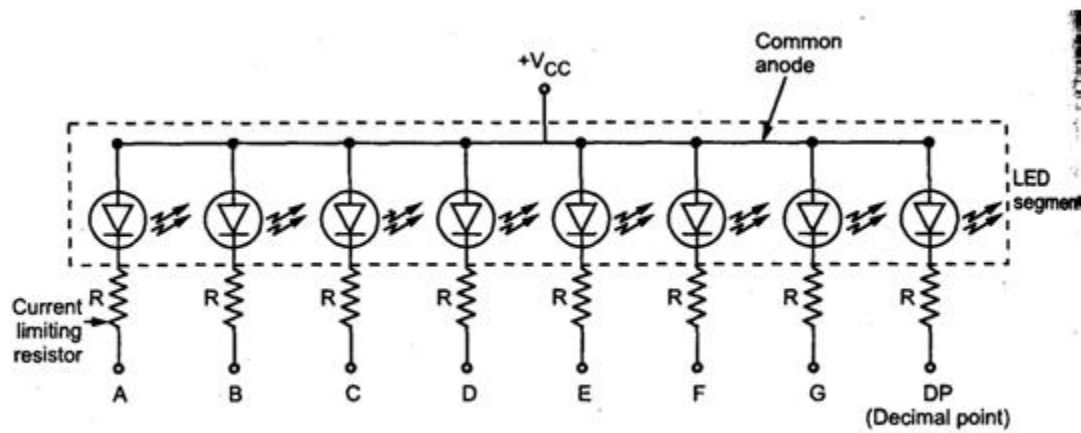 Common
anode
+VCC
LED
segment
R R R R R R R R
Current
limiting
resistor
A B C D E F G DP
(Decimal point)